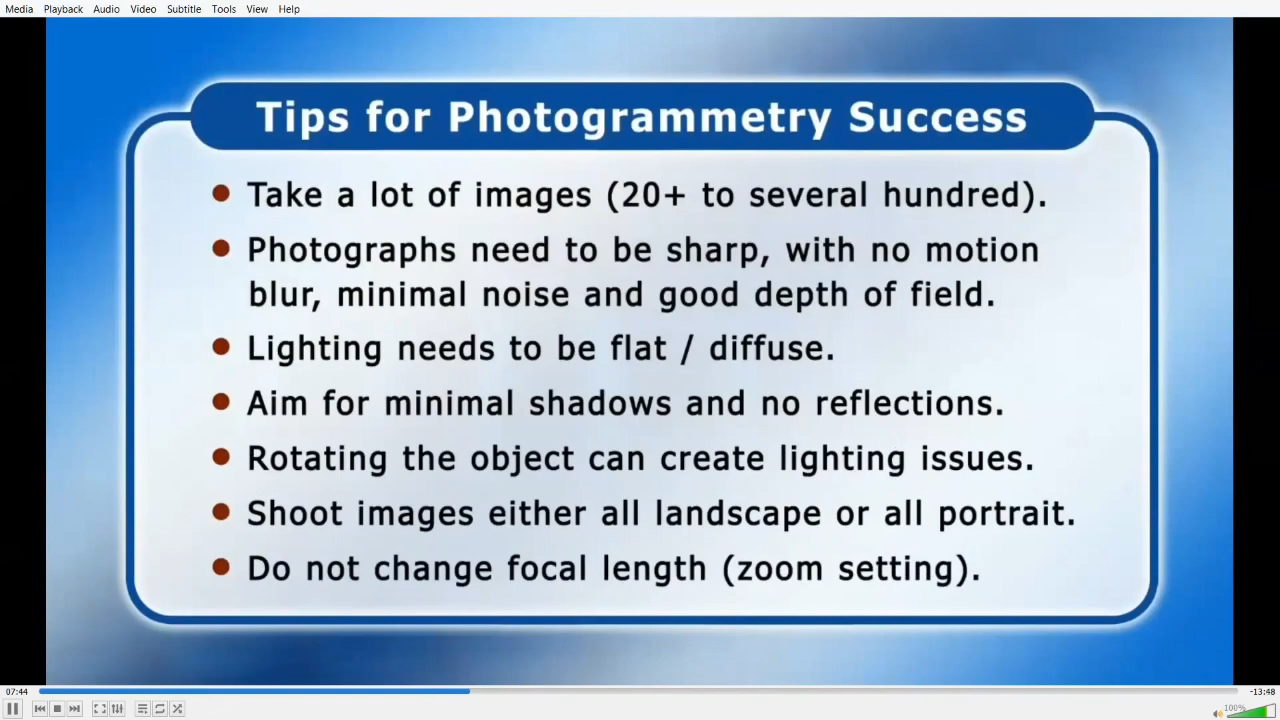 Media Playback Audio Video Subtitle Tools View Help
Tips for Photogrammetry Success
• Take a lot of images (20+ to several hundred).
• Photographs need to be sharp, with no motion
blur, minimal noise and good depth of field.
• Lighting needs to be flat / diffuse.
• Aim for minimal shadows and no reflections.
• Rotating the object can create lighting issues.
• Shoot images either all landscape or all portrait.
• Do not change focal length (zoom setting).
07:44 -13:48
100%